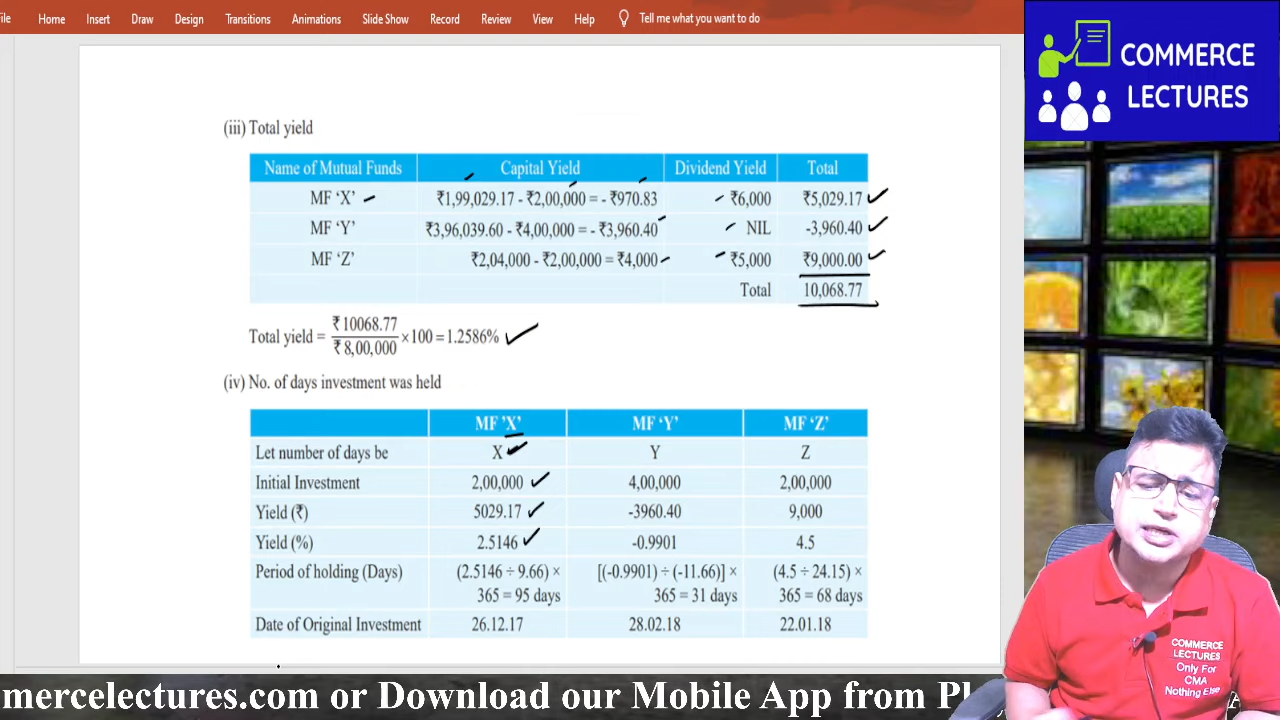 ile Home Insert Draw Design Transitions Animations Slide Show Record Review View Help Tell me what you want to do
COMMERCE
LECTURES
(iii) Total yield
Name of Mutual Funds Capital Yield Dividend Yield Total
MF ‘X’ ₹1,99,029.17 - ₹2,00,000 = - ₹970.83 ₹6,000 ₹5,029.17
MF ‘Y’ ₹3,96,039.60 - ₹4,00,000 = - ₹3,960.40 NIL -3,960.40
MF ‘Z’ ₹2,04,000 - ₹2,00,000 = ₹4,000 ₹5,000 ₹9,000.00
Total 10,068.77
Total yield = ₹ 10068.77 / ₹ 8,00,000 ×100 = 1.2586%
(iv) No. of days investment was held
MF ’X’ MF ‘Y’ MF ‘Z’
Let number of days be X Y Z
Initial Investment 2,00,000 4,00,000 2,00,000
Yield (₹) 5029.17 -3960.40 9,000
Yield (%) 2.5146 -0.9901 4.5
Period of holding (Days) (2.5146 ÷ 9.66) × [(-0.9901) ÷ (-11.66)] × (4.5 ÷ 24.15) ×
365 = 95 days 365 = 31 days 365 = 68 days
Date of Original Investment 26.12.17 28.02.18 22.01.18
COMMERCE
LECTURES
Only For
CMA
Nothing Else
mercelectures.com or Download our Mobile App from Pl